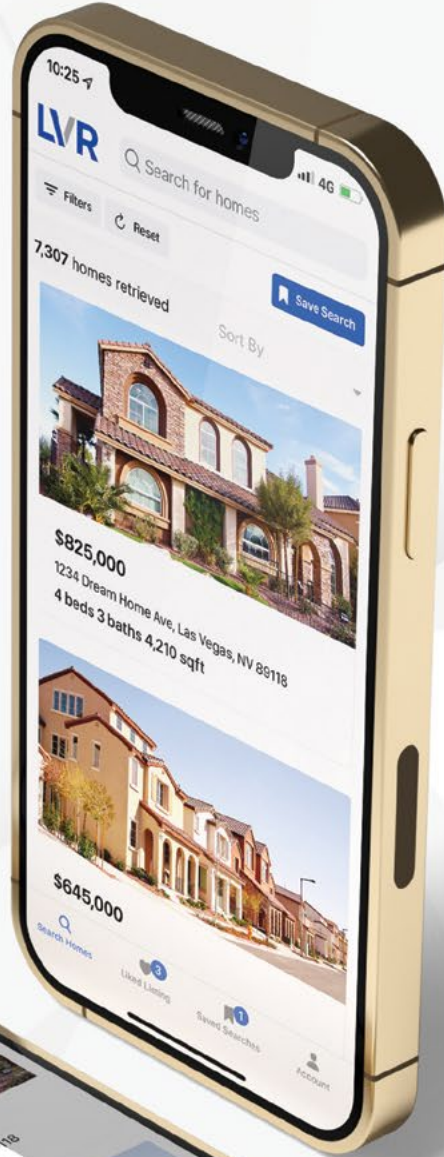 10:25
4G
LVR
Search for homes
Filters
Reset
7,307 homes retrieved
Save Search
Sort By
$825,000
1234 Dream Home Ave, Las Vegas, NV 89118
4 beds 3 baths 4,210 sqft
$645,000
Search Homes
3
Liked Listing
1
Saved Searches
Account